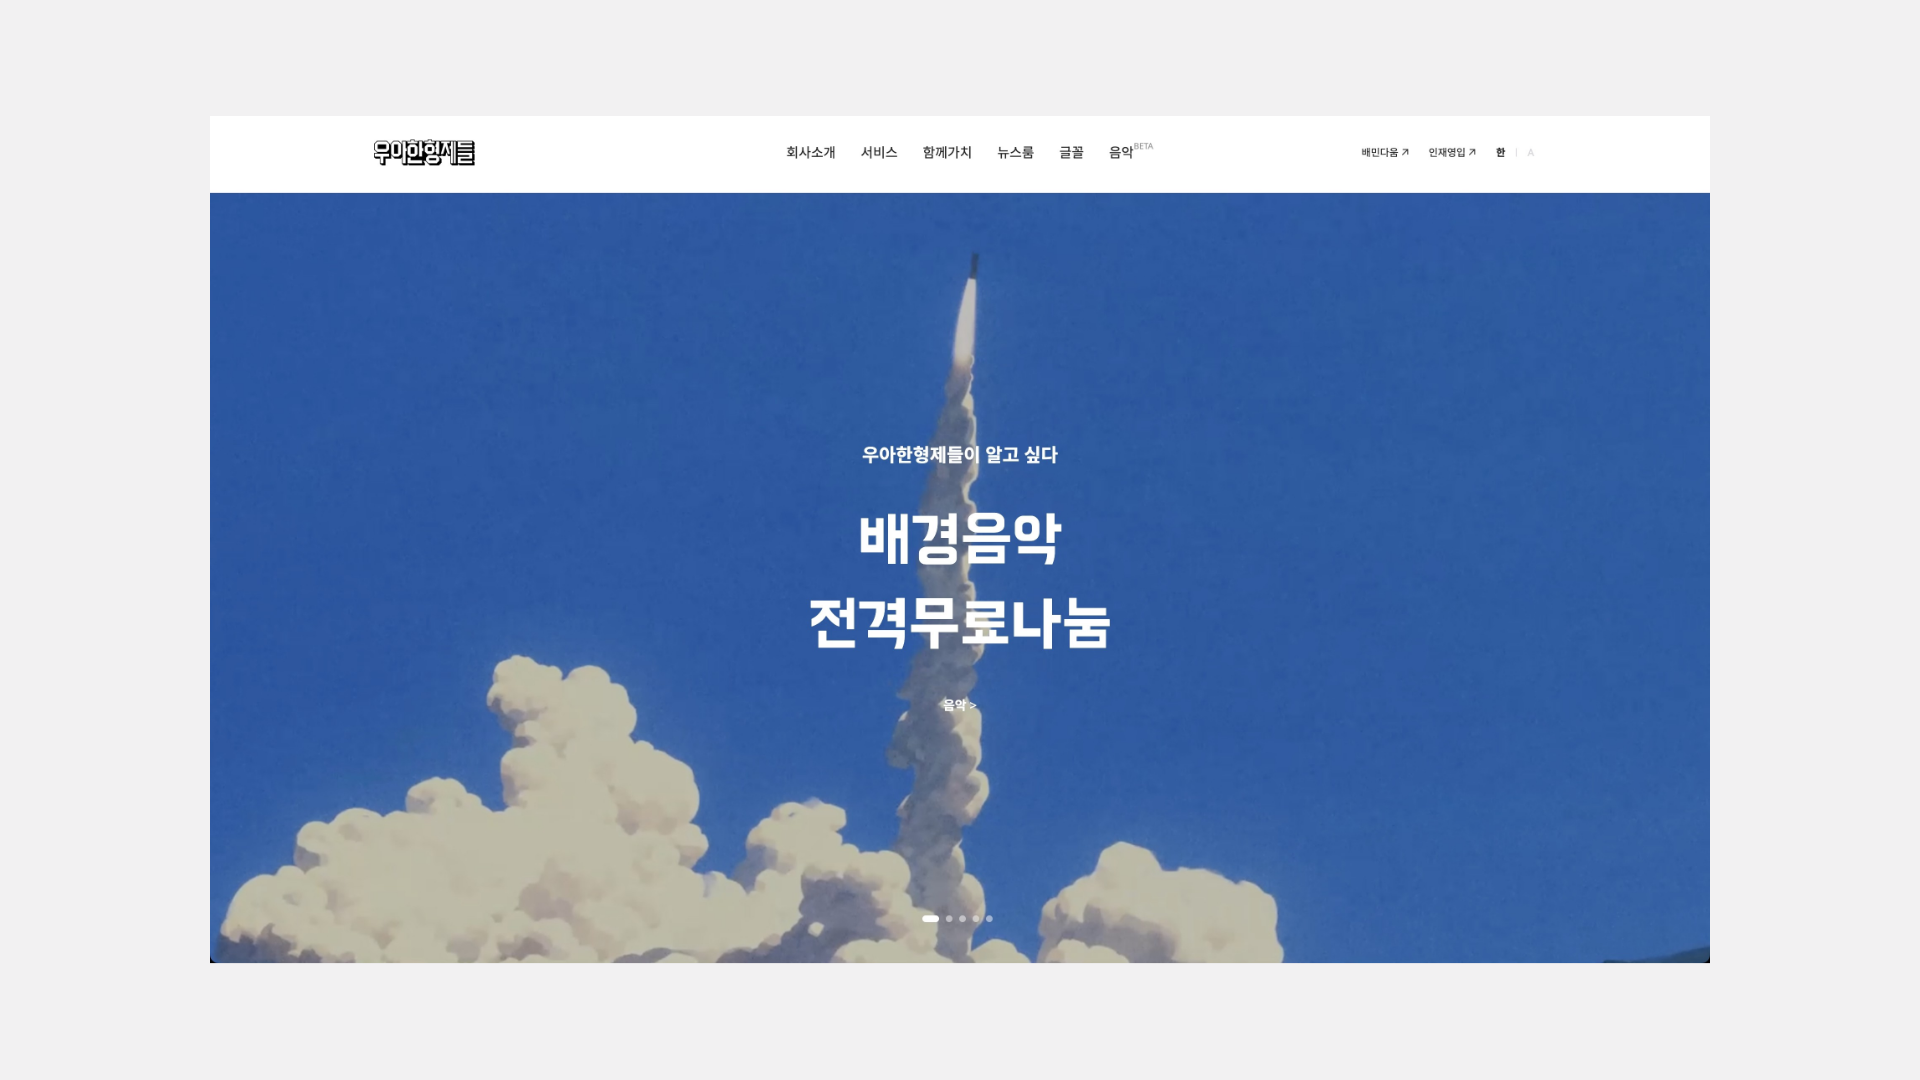 우아한형제들
회사소개 서비스 함께가치 뉴스룸 글꼴 음악BETA
배민다움 인재영입 한 | A
우아한형제들이 알고 싶다
배경음악
전격무료나눔
음악 >